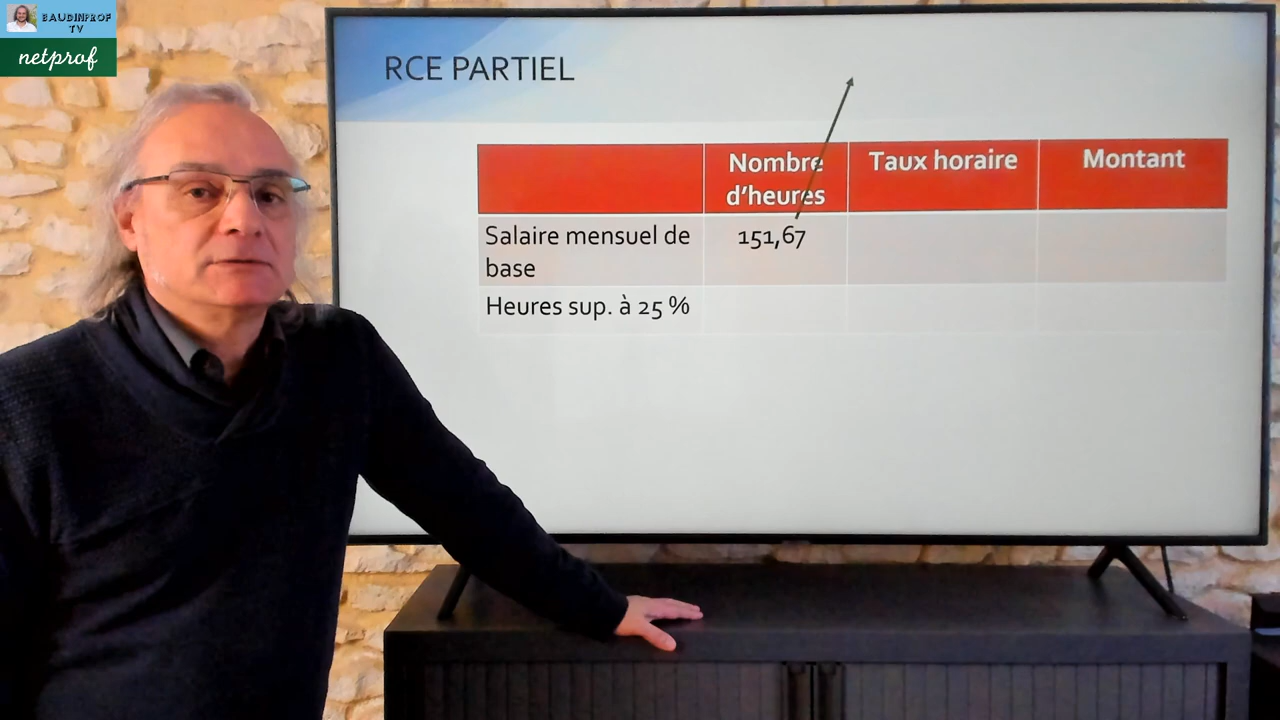 BAUDINPROF
TV
netprof
RCE PARTIEL
Nombre
d'heures
Taux horaire
Montant
Salaire mensuel de
base
151,67
Heures sup. à 25 %